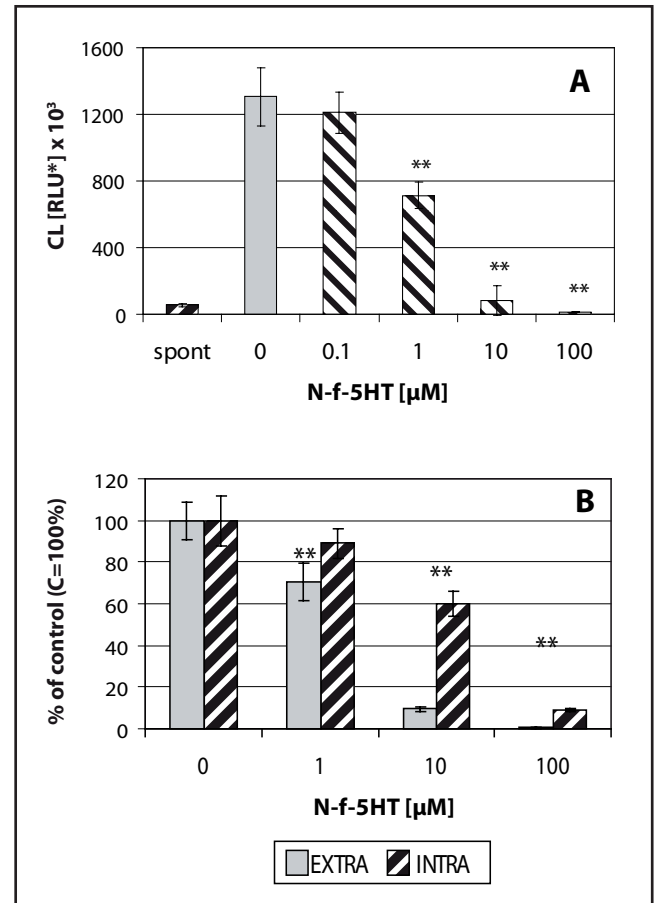 1600
A
1200
**
CL [RLU*] x 10³
800
400
**
**
0
spont 0 0.1 1 10 100
N-f-5HT [µM]
120
B
100
**
80
**
% of control (C=100%)
60
**
40
20
0
0 1 10 100
N-f-5HT [µM]
EXTRA INTRA